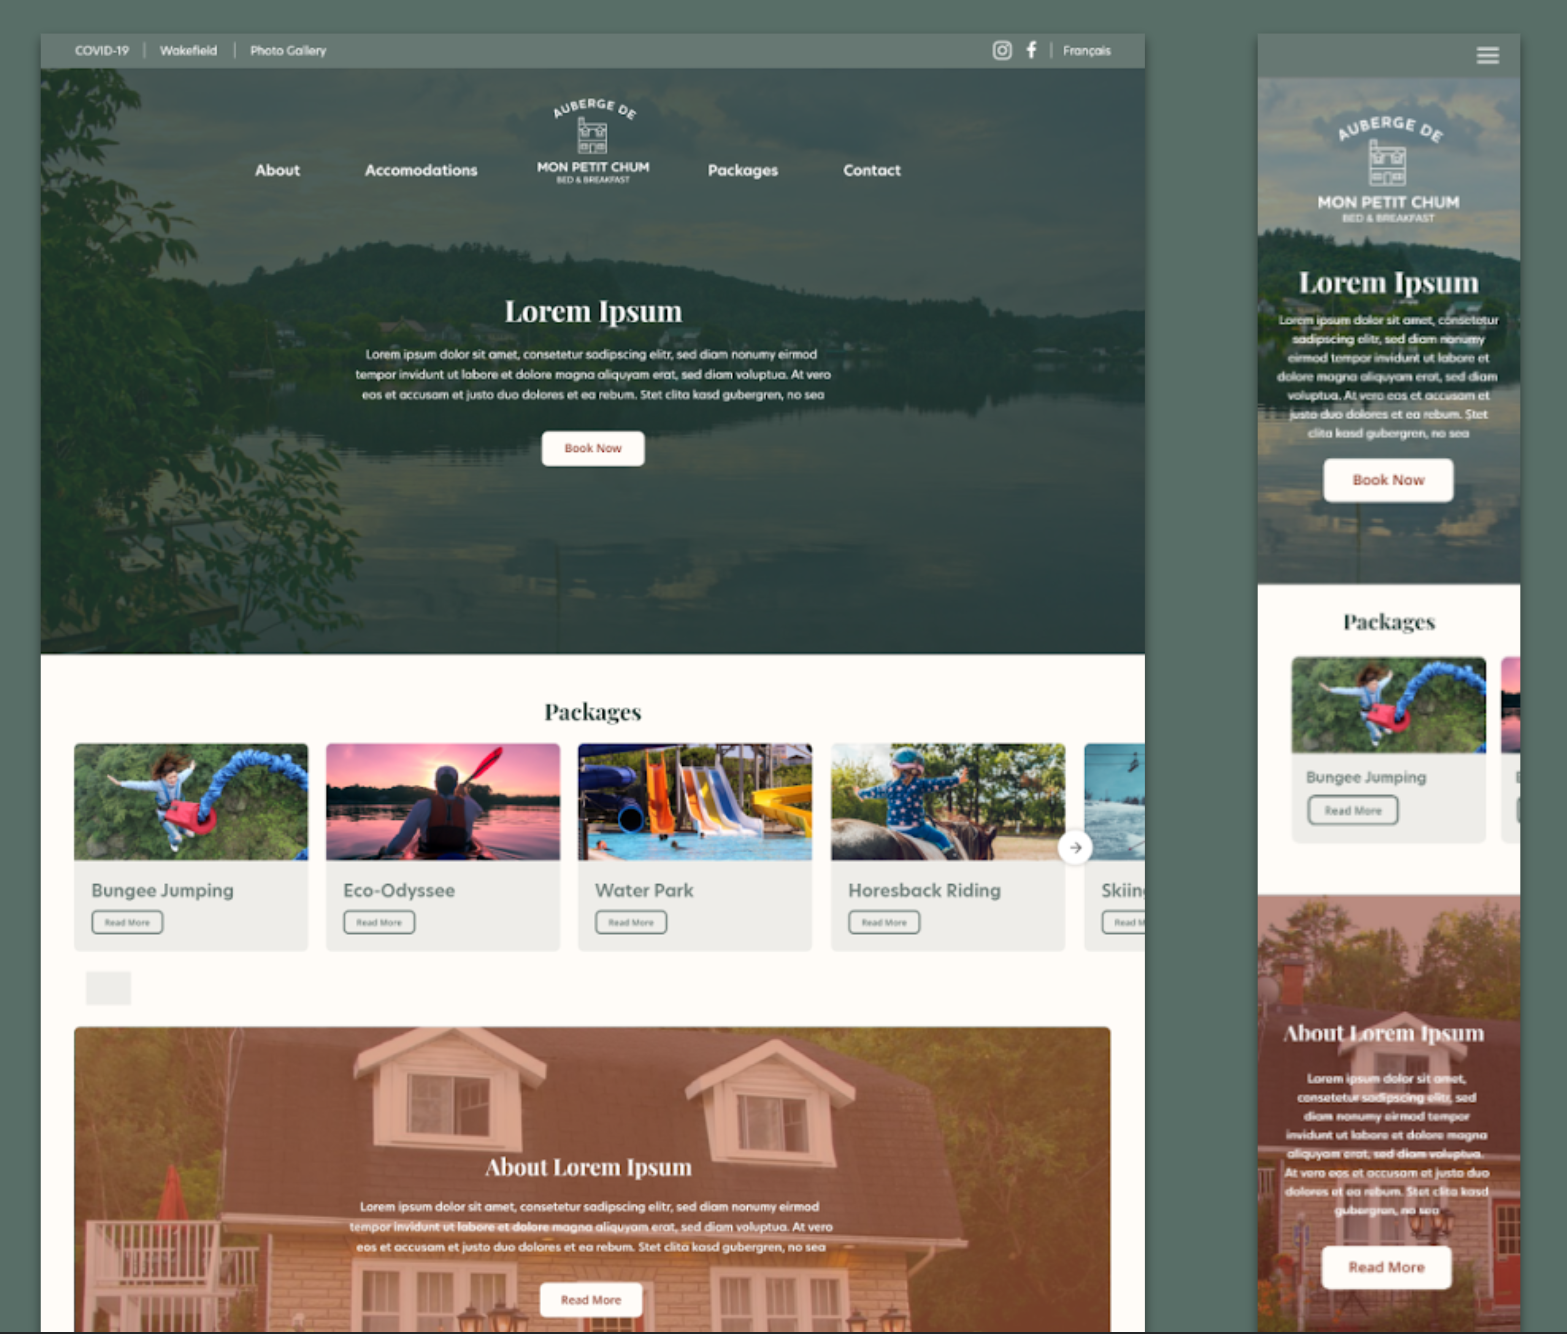 COVID-19 | Wakefield | Photo Gallery
Français
AUBERGE DE
MON PETIT CHUM
BED & BREAKFAST
About Accomodations Packages Contact
Lorem Ipsum
Lorem ipsum dolor sit amet, consetetur sadipscing elitr, sed diam nonumy eirmod
tempor invidunt ut labore et dolore magna aliquyam erat, sed diam voluptua. At vero
eos et accusam et justo duo dolores et ea rebum. Stet clita kasd gubergren, no sea
Book Now
Packages
Bungee Jumping
Read More
Eco-Odyssee
Read More
Water Park
Read More
Horesback Riding
Read More
Skiing
Read M
About Lorem Ipsum
Lorem ipsum dolor sit amet, consetetur sadipscing elitr, sed diam nonumy eirmod
tempor invidunt ut labore et dolore magna aliquyam erat, sed diam voluptua. At vero
eos et accusam et justo duo dolores et ea rebum. Stet clita kasd gubergren, no sea
Read More
AUBERGE DE
MON PETIT CHUM
BED & BREAKFAST
Lorem Ipsum
Lorem ipsum dolor sit amet, consetetur
sadipscing elitr, sed diam nonumy
eirmod tempor invidunt ut labore et
dolore magna aliquyam erat, sed diam
voluptua. At vero eos et accusam et
justo duo dolores et ea rebum. Stet
clita kasd gubergren, no sea
Book Now
Packages
Bungee Jumping
Read More
About Lorem Ipsum
Lorem ipsum dolor sit amet,
consetetur sadipscing elitr, sed
diam nonumy eirmod tempor
invidunt ut labore et dolore magna
aliquyam erat, sed diam voluptua.
At vero eos et accusam et justo duo
dolores et ea rebum. Stet clita kasd
gubergren, no sea
Read More